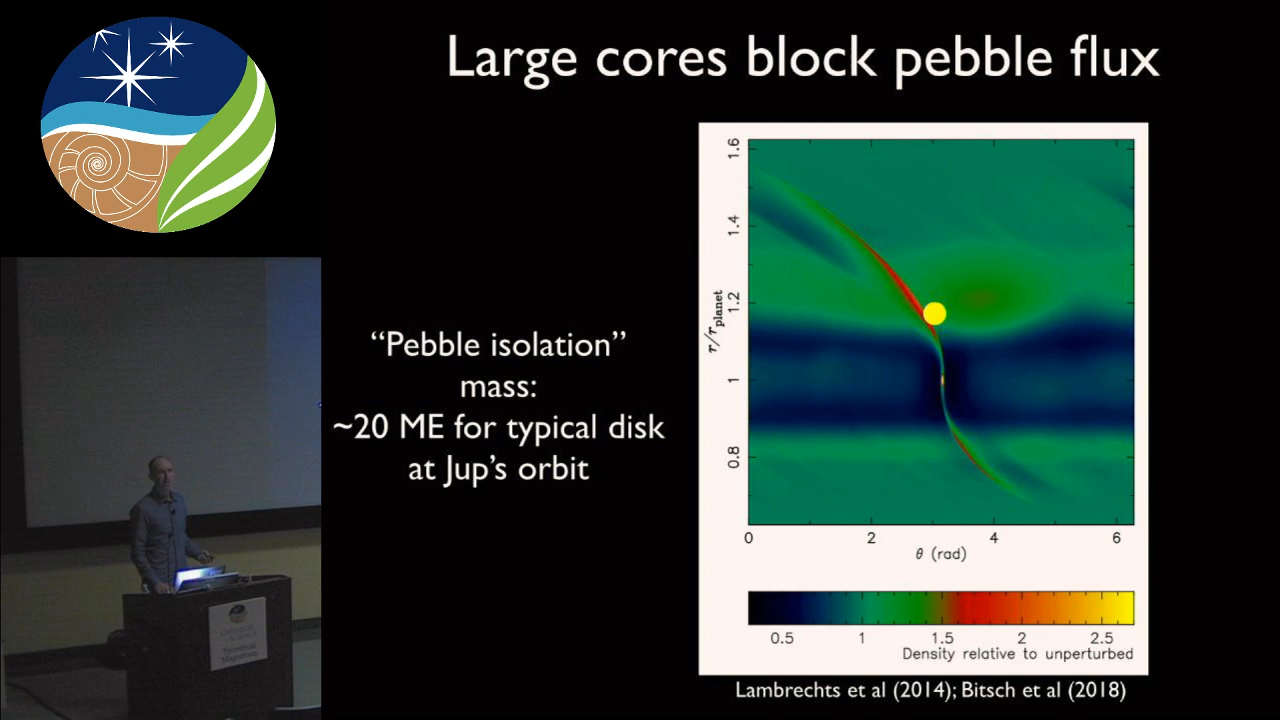 Large cores block pebble flux
“Pebble isolation”
mass:
~20 ME for typical disk
at Jup’s orbit
1.6
1.4
1.2
1
0.8
r/r_planet
0 2 4 6
θ (rad)
0.5 1 1.5 2 2.5
Density relative to unperturbed
Lambrechts et al (2014); Bitsch et al (2018)